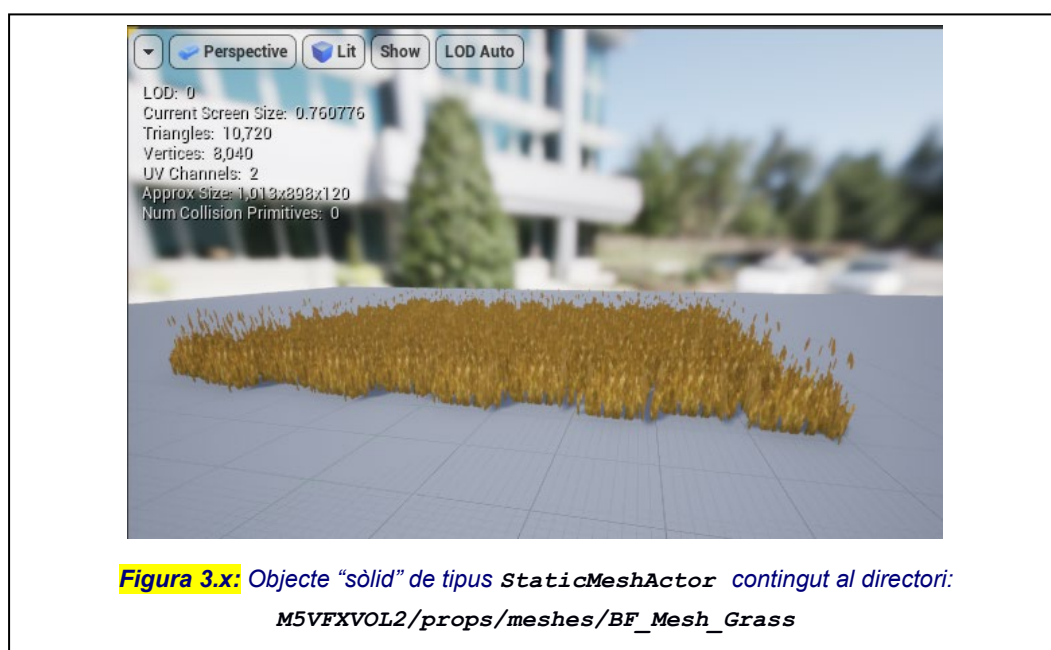 Perspective Lit Show LOD Auto
LOD: 0
Current Screen Size: 0.760776
Triangles: 10,720
Vertices: 8,040
UV Channels: 2
Approx Size: 1,013x898x120
Num Collision Primitives: 0
Figura 3.x: Objecte “sòlid” de tipus StaticMeshActor contingut al directori:
M5VFXVOL2/props/meshes/BF_Mesh_Grass